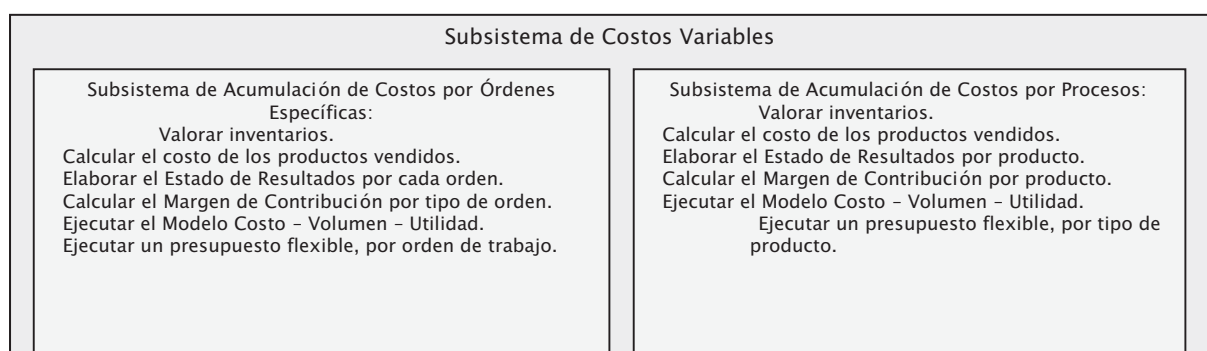 Subsistema de Costos Variables
Subsistema de Acumulación de Costos por Órdenes
Específicas:
Valorar inventarios.
Calcular el costo de los productos vendidos.
Elaborar el Estado de Resultados por cada orden.
Calcular el Margen de Contribución por tipo de orden.
Ejecutar el Modelo Costo – Volumen – Utilidad.
Ejecutar un presupuesto flexible, por orden de trabajo.
Subsistema de Acumulación de Costos por Procesos:
Valorar inventarios.
Calcular el costo de los productos vendidos.
Elaborar el Estado de Resultados por producto.
Calcular el Margen de Contribución por producto.
Ejecutar el Modelo Costo – Volumen – Utilidad.
Ejecutar un presupuesto flexible, por tipo de
producto.